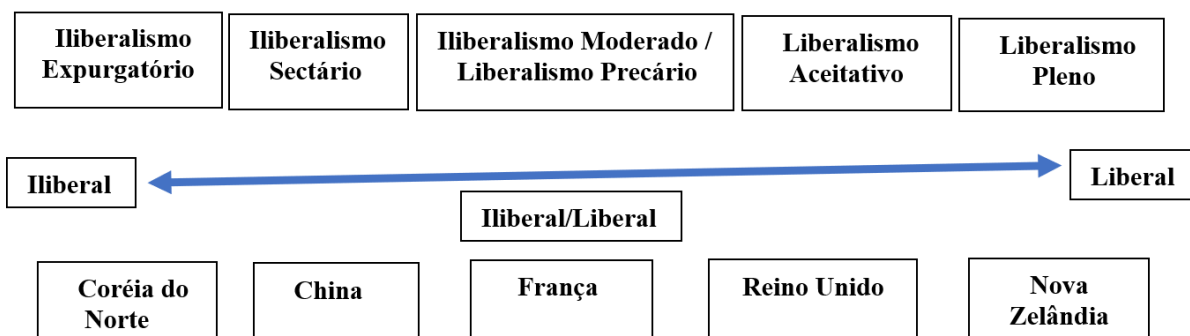 Iliberalismo
Expurgatório
Iliberalismo
Sectário
Iliberalismo Moderado /
Liberalismo Precário
Liberalismo
Aceitativo
Liberalismo
Pleno
Iliberal
Liberal
Iliberal/Liberal
Coréia do
Norte
China
França
Reino Unido
Nova
Zelândia